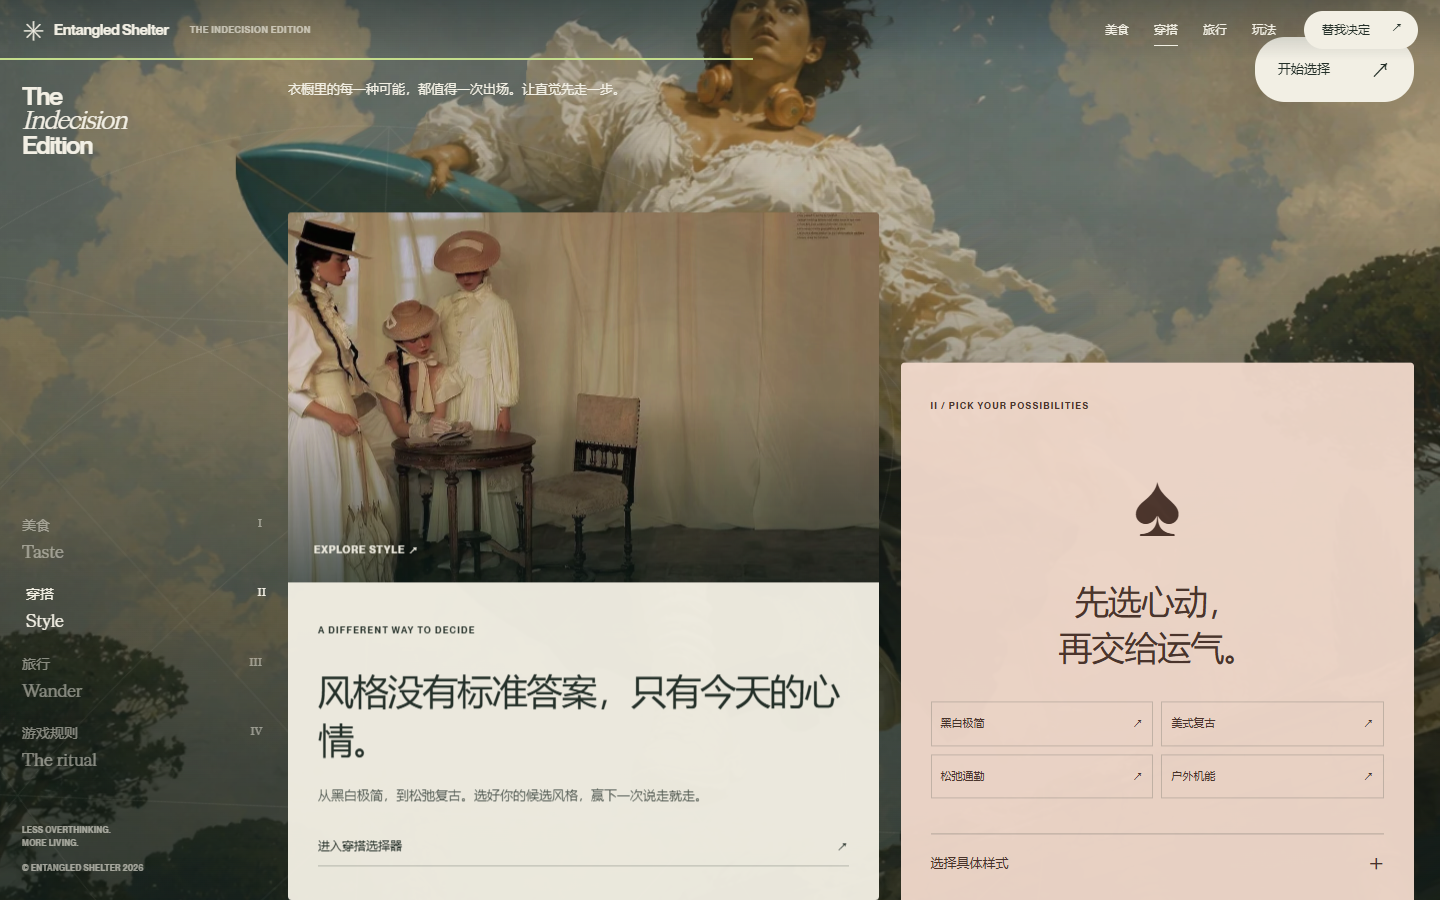 Entangled Shelter
THE INDECISION EDITION
美食
穿搭
旅行
玩法
替我决定 ↗
开始选择 ↗
The
Indecision
Edition
衣橱里的每一种可能，都值得一次出场。让直觉先走一步。
美食 I
Taste
穿搭 II
Style
旅行 III
Wander
游戏规则 IV
The ritual
LESS OVERTHINKING.
MORE LIVING.
© ENTANGLED SHELTER 2026
EXPLORE STYLE ↗
A DIFFERENT WAY TO DECIDE
风格没有标准答案，只有今天的心
情。
从黑白极简，到松弛复古。选好你的候选风格，赢下一次说走就走。
进入穿搭选择器 ↗
II / PICK YOUR POSSIBILITIES
先选心动，
再交给运气。
黑白极简 ↗
美式复古 ↗
松弛通勤 ↗
户外机能 ↗
选择具体样式 +